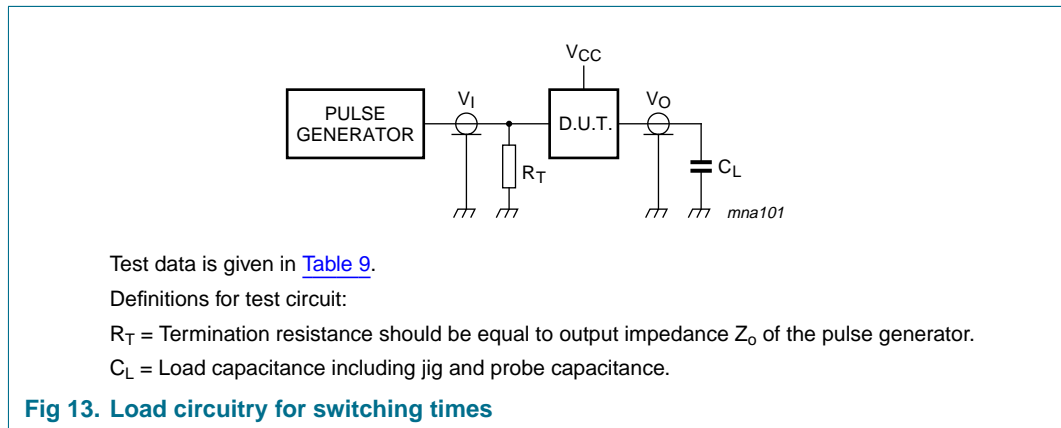 VCC
PULSE
GENERATOR
VI
RT
D.U.T.
VO
CL
mna101
Test data is given in Table 9.
Definitions for test circuit:
RT = Termination resistance should be equal to output impedance Zo of the pulse generator.
CL = Load capacitance including jig and probe capacitance.
Fig 13. Load circuitry for switching times